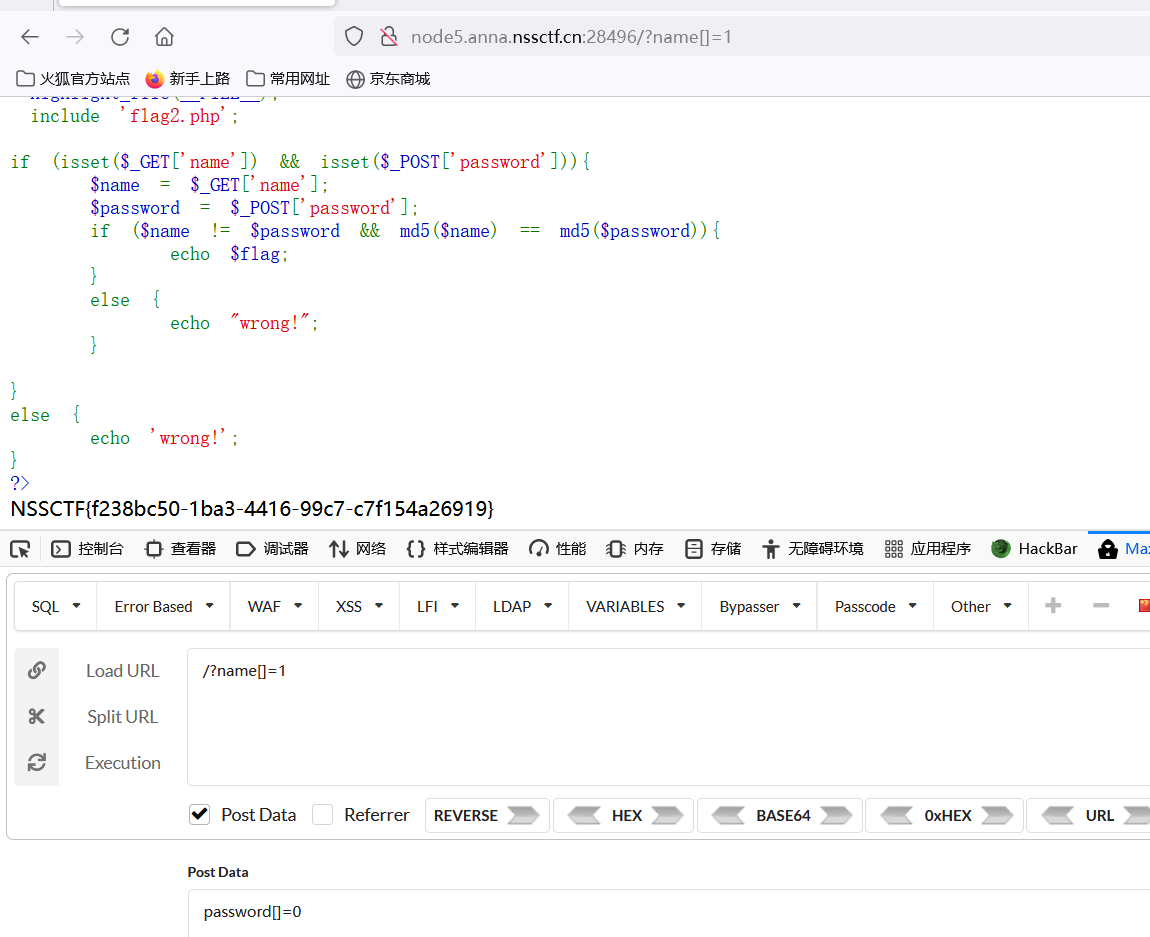 node5.anna.nssctf.cn:28496/?name[]=1
火狐官方站点 新手上路 常用网址 京东商城
highlight_file(__FILE__);
include 'flag2.php';
if (isset($_GET['name']) && isset($_POST['password'])){
$name = $_GET['name'];
$password = $_POST['password'];
if ($name != $password && md5($name) == md5($password)){
echo $flag;
}
else {
echo "wrong!";
}
}
else {
echo 'wrong!';
}
?>
NSSCTF{f238bc50-1ba3-4416-99c7-c7f154a26919}
控制台 查看器 调试器 网络 {} 样式编辑器 性能 内存 存储 无障碍环境 应用程序 HackBar
SQL Error Based WAF XSS LFI LDAP VARIABLES Bypasser Passcode Other
Load URL /?name[]=1
Split URL
Execution
Post Data Referrer REVERSE HEX BASE64 0xHEX URL
Post Data
password[]=0